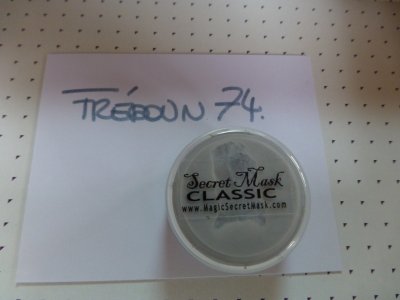 TRÉBOUN 74.
Secret Mask
CLASSIC
www.MagicSecretMask.com